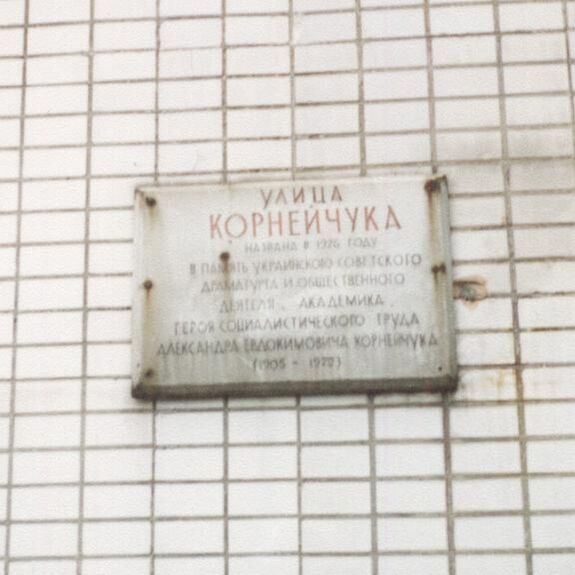 УЛИЦА
КОРНЕЙЧУКА
НАЗВАНА В 1976 ГОДУ
В ПАМЯТЬ УКРАИНСКОГО СОВЕТСКОГО
ДРАМАТУРГА И ОБЩЕСТВЕННОГО
ДЕЯТЕЛЯ, АКАДЕМИКА,
ГЕРОЯ СОЦИАЛИСТИЧЕСКОГО ТРУДА
АЛЕКСАНДРА ЕВДОКИМОВИЧА КОРНЕЙЧУКА
(1905 - 1972)